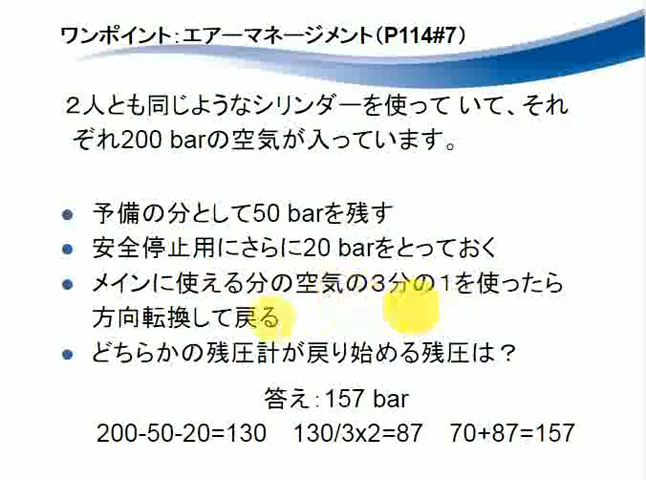 ワンポイント：エアーマネージメント（P114#7）
２人とも同じようなシリンダーを使って いて、それ
ぞれ200 barの空気が入っています。
● 予備の分として50 barを残す
● 安全停止用にさらに20 barをとっておく
● メインに使える分の空気の３分の１を使ったら
方向転換して戻る
● どちらかの残圧計が戻り始める残圧は？
答え：157 bar
200-50-20=130 130/3x2=87 70+87=157